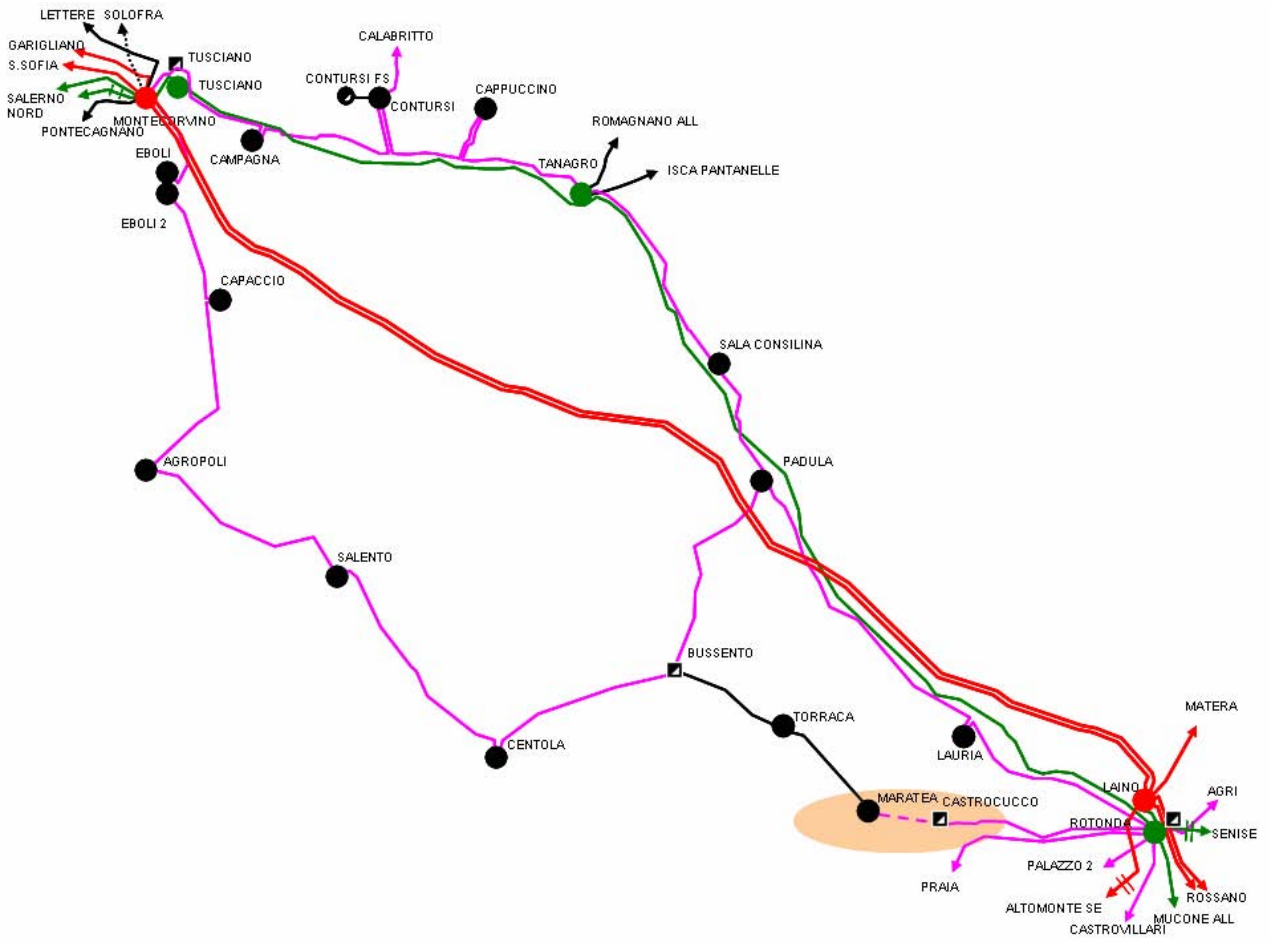 LETTERE SOLOFRA
GARIGLIANO
S.SOFIA
TUSCIANO
TUSCIANO
SALERNO
NORD
PONTECAGNANO
MONTECORVINO
EBOLI
EBOLI 2
CAMPAGNA
CALABRITTO
CONTURSI FS
CONTURSI
CAPPUCCINO
ROMAGNANO ALL
TANAGRO
ISCA PANTANELLE
CAPACCIO
SALA CONSILINA
AGROPOLI
PADULA
SALENTO
BUSSENTO
CENTOLA
TORRACA
LAURIA
MATERA
MARATEA
CASTROCUCCO
LAINO
AGRI
ROTONDA
SENISE
PRAIA
PALAZZO 2
ALTOMONTE SE
ROSSANO
MUCONE ALL
CASTROVILLARI